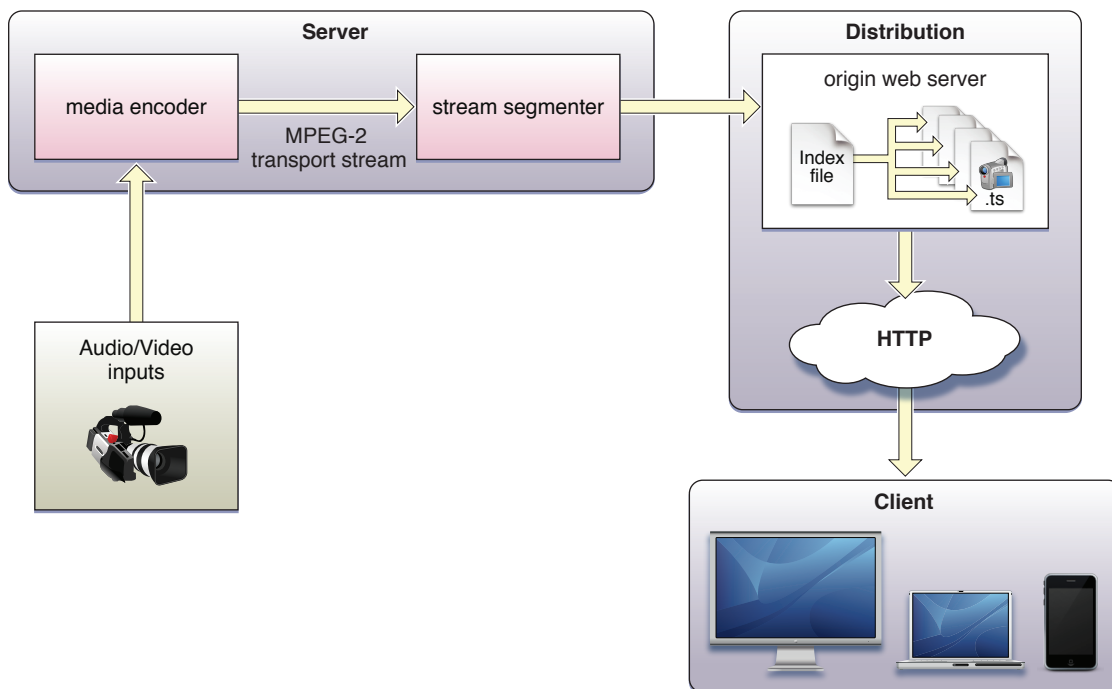 Server
media encoder
MPEG-2
transport stream
stream segmenter
Distribution
origin web server
Index
file
.ts
HTTP
Audio/Video
inputs
Client